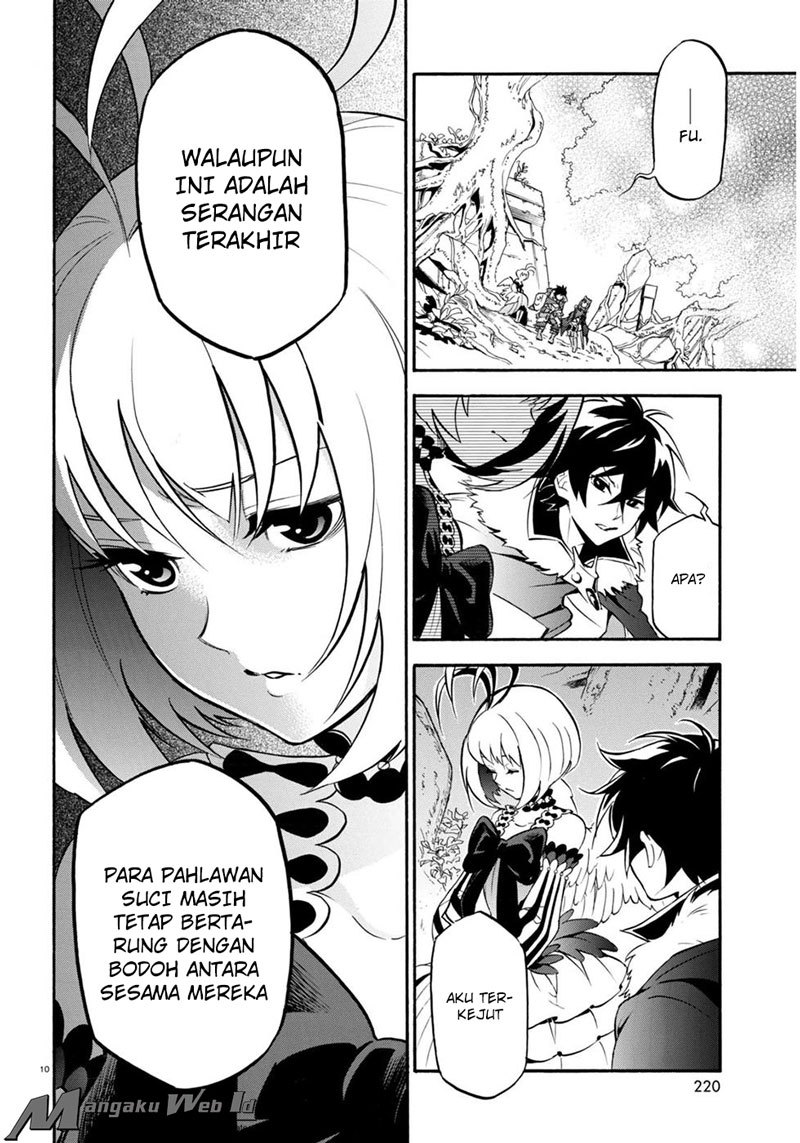 FU.
APA?
AKU TER-
KEJUT
220
WALAUPUN
INI ADALAH
SERANGAN
TERAKHIR
PARA PAHLAWAN
SUCI MASIH
TETAP BERTA-
RUNG DENGAN
BODOH ANTARA
SESAMA MEREKA
10
Mangaku Web Id